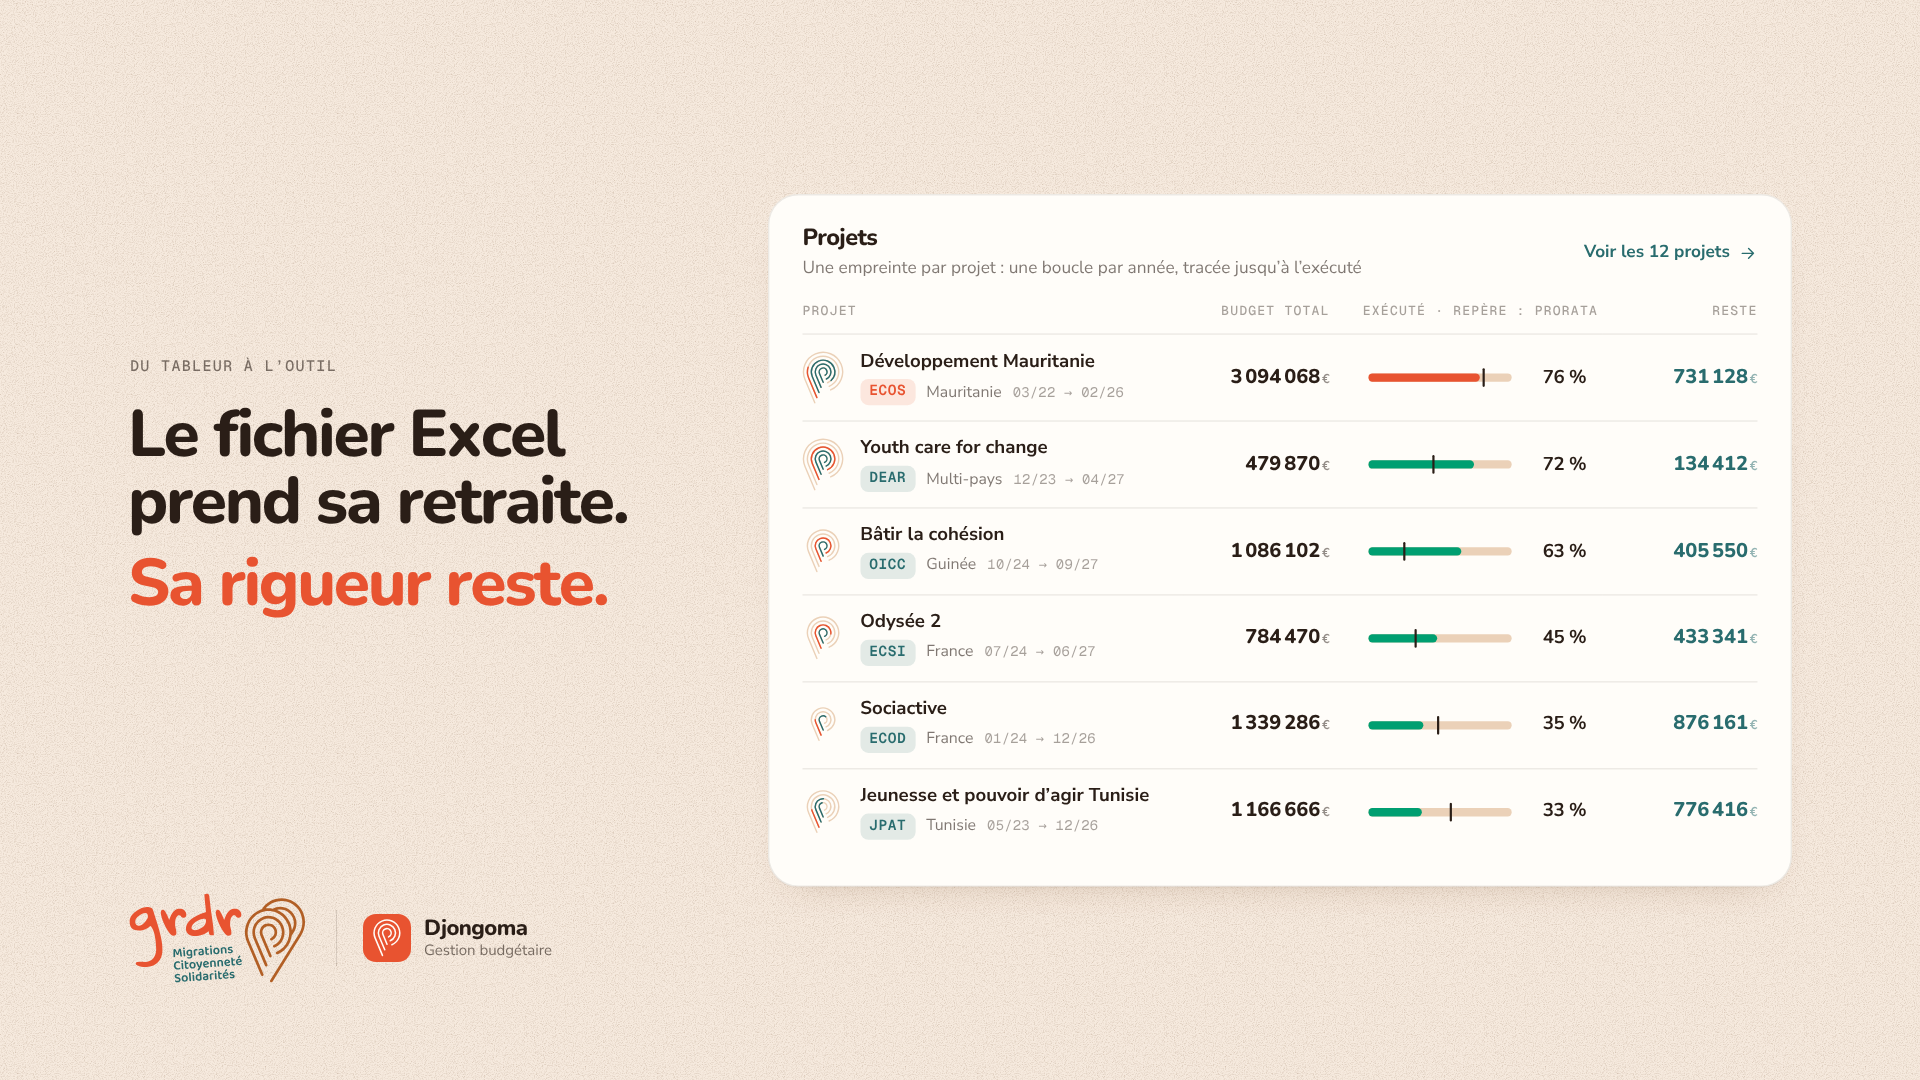 DU TABLEUR À L'OUTIL
Le fichier Excel
prend sa retraite.
Sa rigueur reste.
grdr
Migrations
Citoyenneté
Solidarités
Djongoma
Gestion budgétaire
Projets
Une empreinte par projet : une boucle par année, tracée jusqu'à l'exécuté
Voir les 12 projets →
PROJET BUDGET TOTAL EXÉCUTÉ · REPÈRE : PRORATA RESTE
Développement Mauritanie
ECOS Mauritanie 03/22 → 02/26
3 094 068 € 76 % 731 128 €
Youth care for change
DEAR Multi-pays 12/23 → 04/27
479 870 € 72 % 134 412 €
Bâtir la cohésion
OICC Guinée 10/24 → 09/27
1 086 102 € 63 % 405 550 €
Odysée 2
ECSI France 07/24 → 06/27
784 470 € 45 % 433 341 €
Sociactive
ECOD France 01/24 → 12/26
1 339 286 € 35 % 876 161 €
Jeunesse et pouvoir d'agir Tunisie
JPAT Tunisie 05/23 → 12/26
1 166 666 € 33 % 776 416 €